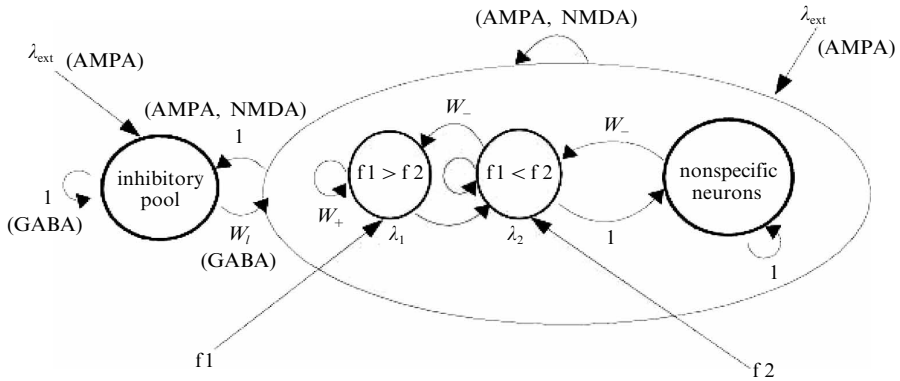 (AMPA, NMDA)
λext (AMPA)
λext
(AMPA)
(AMPA, NMDA)
1
W–
W–
inhibitory
pool
f1 > f2
f1 < f2
nonspecific
neurons
1
(GABA)
W+
WI
(GABA)
λ1
λ2
1
1
f1
f2